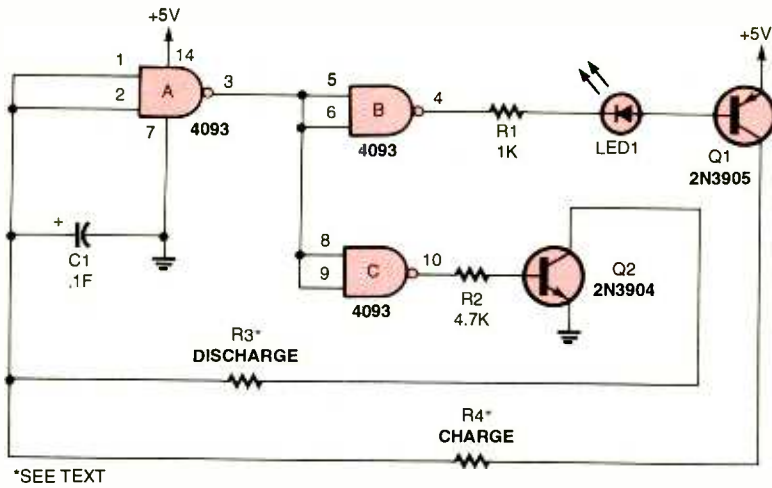 +5V
+5V
1
14
A
3
2
7
4093
5
6
B
4
4093
R1
1K
LED1
Q1
2N3905
+
C1
.1F
8
9
C
10
4093
R2
4.7K
Q2
2N3904
R3*
DISCHARGE
R4*
CHARGE
*SEE TEXT